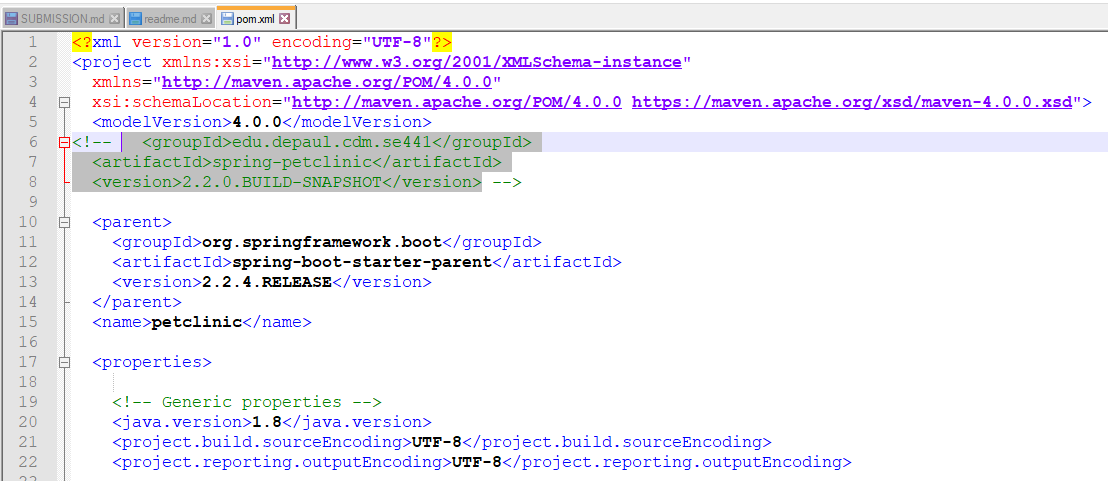 SUBMISSION.md readme.md pom.xml
1 <?xml version="1.0" encoding="UTF-8"?>
2 <project xmlns:xsi="http://www.w3.org/2001/XMLSchema-instance"
3 xmlns="http://maven.apache.org/POM/4.0.0"
4 xsi:schemaLocation="http://maven.apache.org/POM/4.0.0 https://maven.apache.org/xsd/maven-4.0.0.xsd">
5 <modelVersion>4.0.0</modelVersion>
6 <!-- <groupId>edu.depaul.cdm.se441</groupId>
7 <artifactId>spring-petclinic</artifactId>
8 <version>2.2.0.BUILD-SNAPSHOT</version> -->
9
10 <parent>
11 <groupId>org.springframework.boot</groupId>
12 <artifactId>spring-boot-starter-parent</artifactId>
13 <version>2.2.4.RELEASE</version>
14 </parent>
15 <name>petclinic</name>
16
17 <properties>
18
19 <!-- Generic properties -->
20 <java.version>1.8</java.version>
21 <project.build.sourceEncoding>UTF-8</project.build.sourceEncoding>
22 <project.reporting.outputEncoding>UTF-8</project.reporting.outputEncoding>